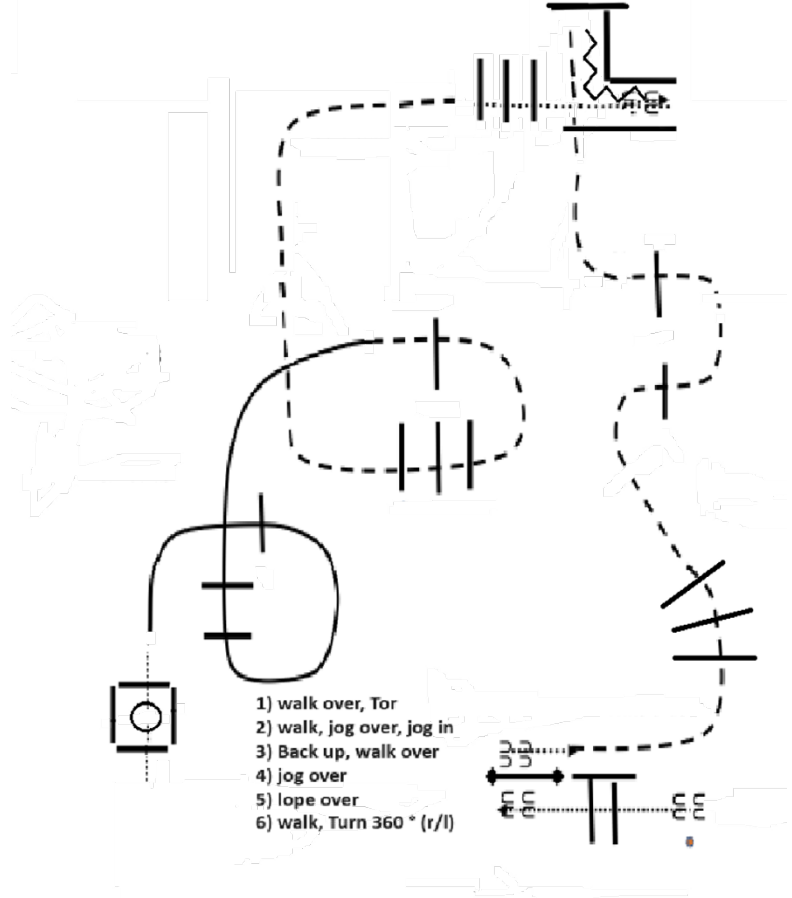 1) walk over, Tor
2) walk, jog over, jog in
3) Back up, walk over
4) jog over
5) lope over
6) walk, Turn 360 ° (r/l)